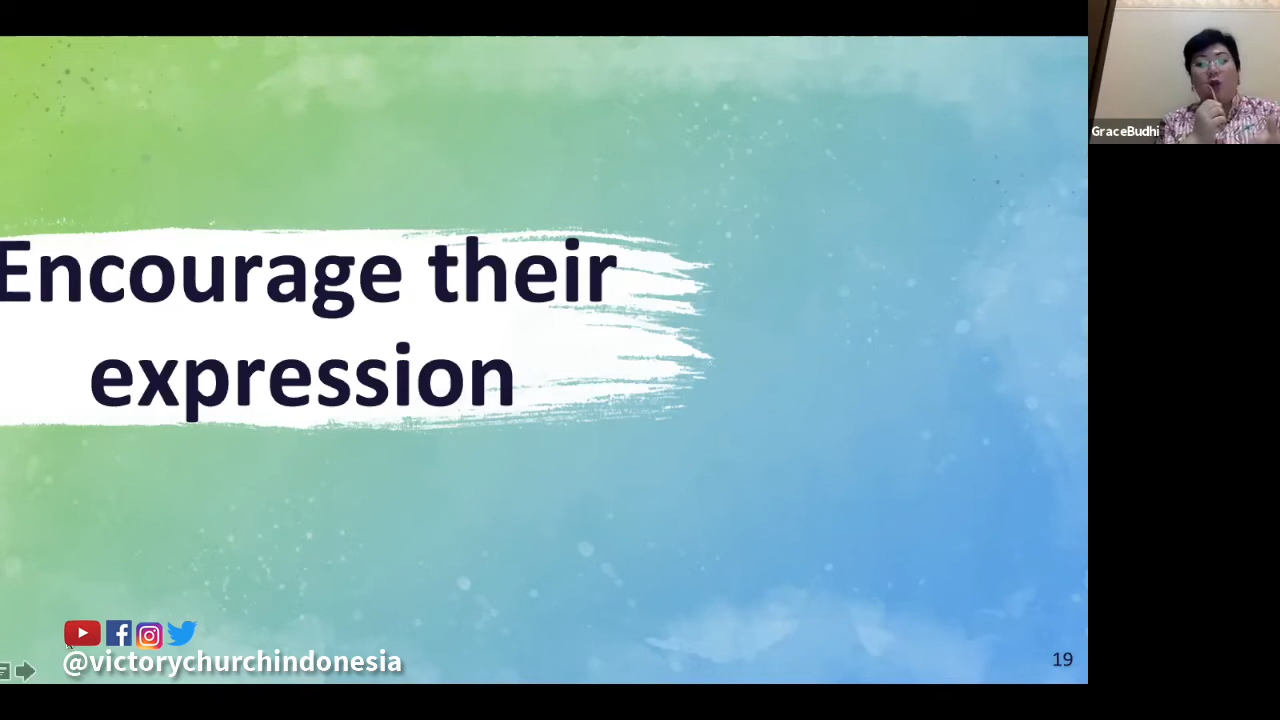 Encourage their
expression
@victorychurchindonesia
19
GraceBudhi